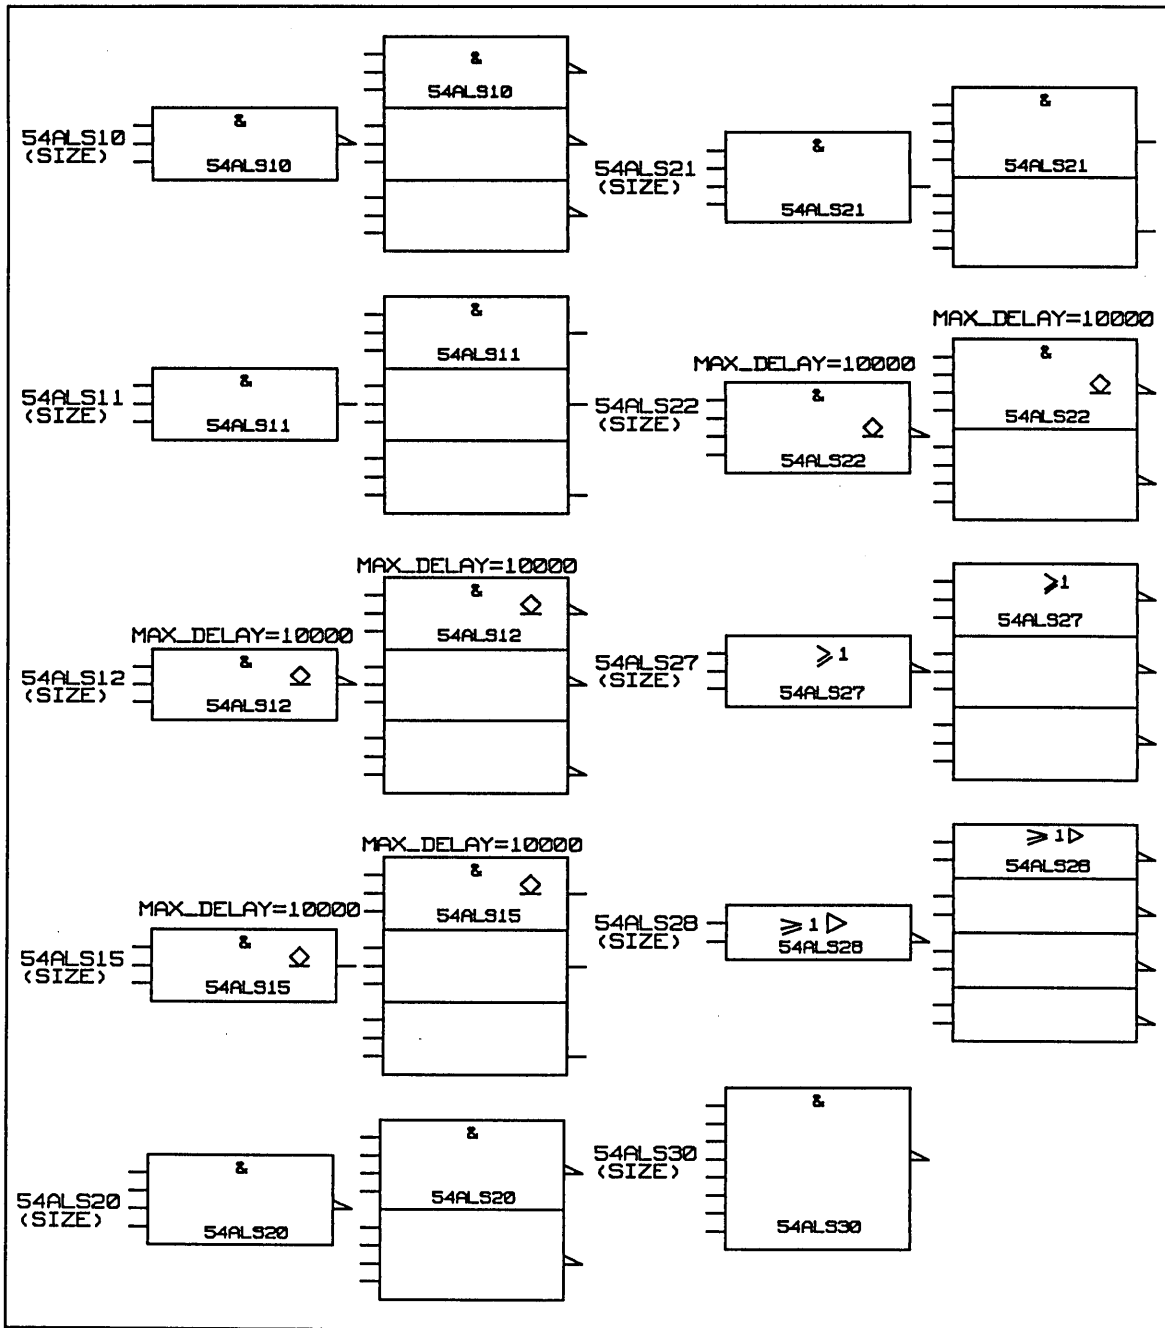 54ALS10
(SIZE)
&
54ALS10
&
54ALS10
54ALS11
(SIZE)
&
54ALS11
&
54ALS11
54ALS12
(SIZE)
MAX_DELAY=10000
&
54ALS12
MAX_DELAY=10000
&
54ALS12
54ALS15
(SIZE)
MAX_DELAY=10000
&
54ALS15
MAX_DELAY=10000
&
54ALS15
54ALS20
(SIZE)
&
54ALS20
&
54ALS20
54ALS21
(SIZE)
&
54ALS21
&
54ALS21
54ALS22
(SIZE)
MAX_DELAY=10000
&
54ALS22
MAX_DELAY=10000
&
54ALS22
54ALS27
(SIZE)
⩾1
54ALS27
⩾1
54ALS27
54ALS28
(SIZE)
⩾1▷
54ALS28
⩾1▷
54ALS28
54ALS30
(SIZE)
&
54ALS30